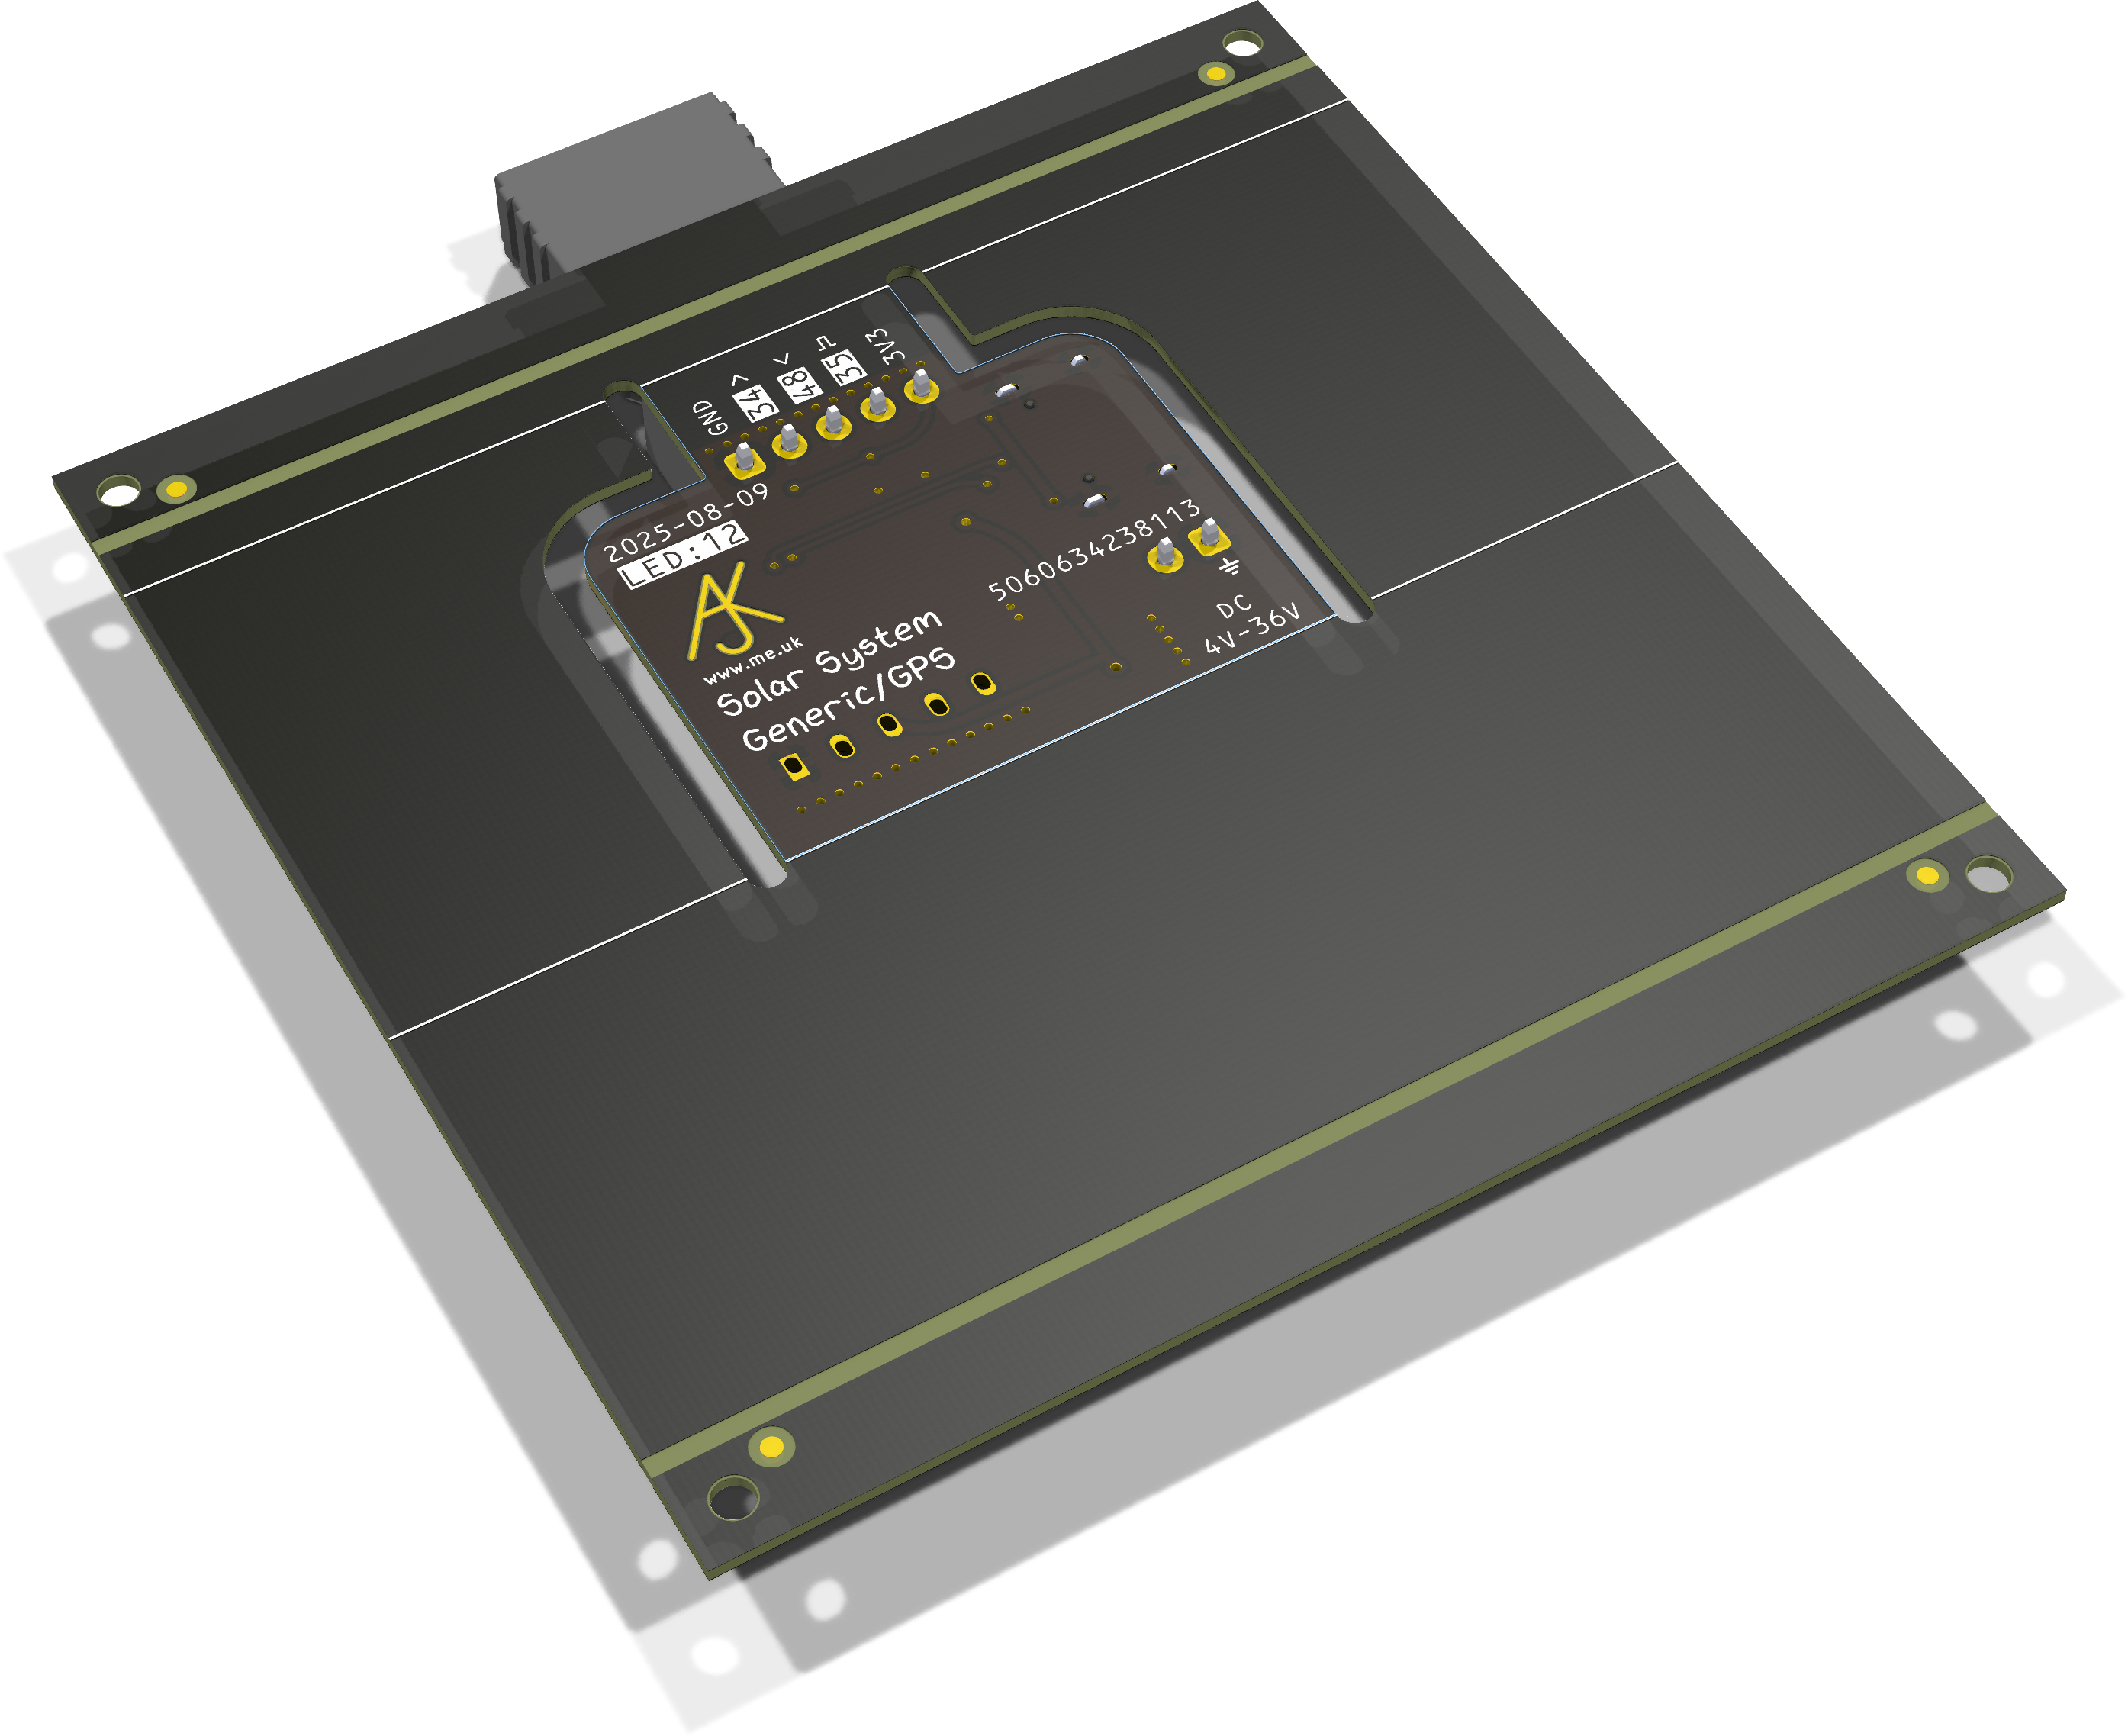 GND
^
34
v
48
35
3V3
2025-08-09
LED:12
AJK
www.me.uk
Solar System
Generic/GPS
5060634238113
DC
4V-36V